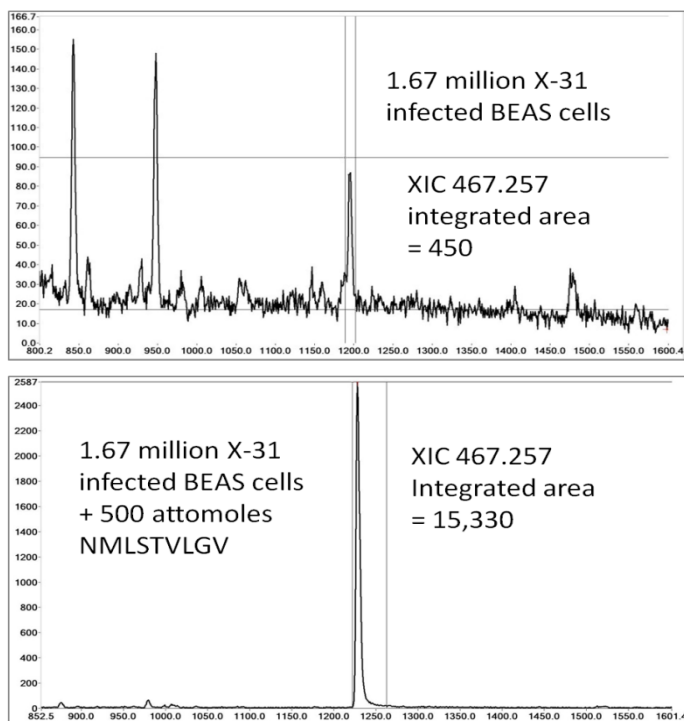 166.7
160.0
150.0
140.0
130.0
120.0
110.0
100.0
90.0
80.0
70.0
60.0
50.0
40.0
30.0
20.0
10.0
0.0
800.2 850.0 900.0 950.0 1000.0 1050.0 1100.0 1150.0 1200.0 1250.0 1300.0 1350.0 1400.0 1450.0 1500.0 1550.0 1600.4
1.67 million X-31
infected BEAS cells
XIC 467.257
integrated area
= 450
2587
2400
2200
2000
1800
1600
1400
1200
1000
800
600
400
200
0
852.5 900.0 950.0 1000.0 1050.0 1100.0 1150.0 1200.0 1250.0 1300.0 1350.0 1400.0 1450.0 1500.0 1550.0 1601.4
1.67 million X-31
infected BEAS cells
+ 500 attomoles
NMLSTVLGV
XIC 467.257
Integrated area
= 15,330